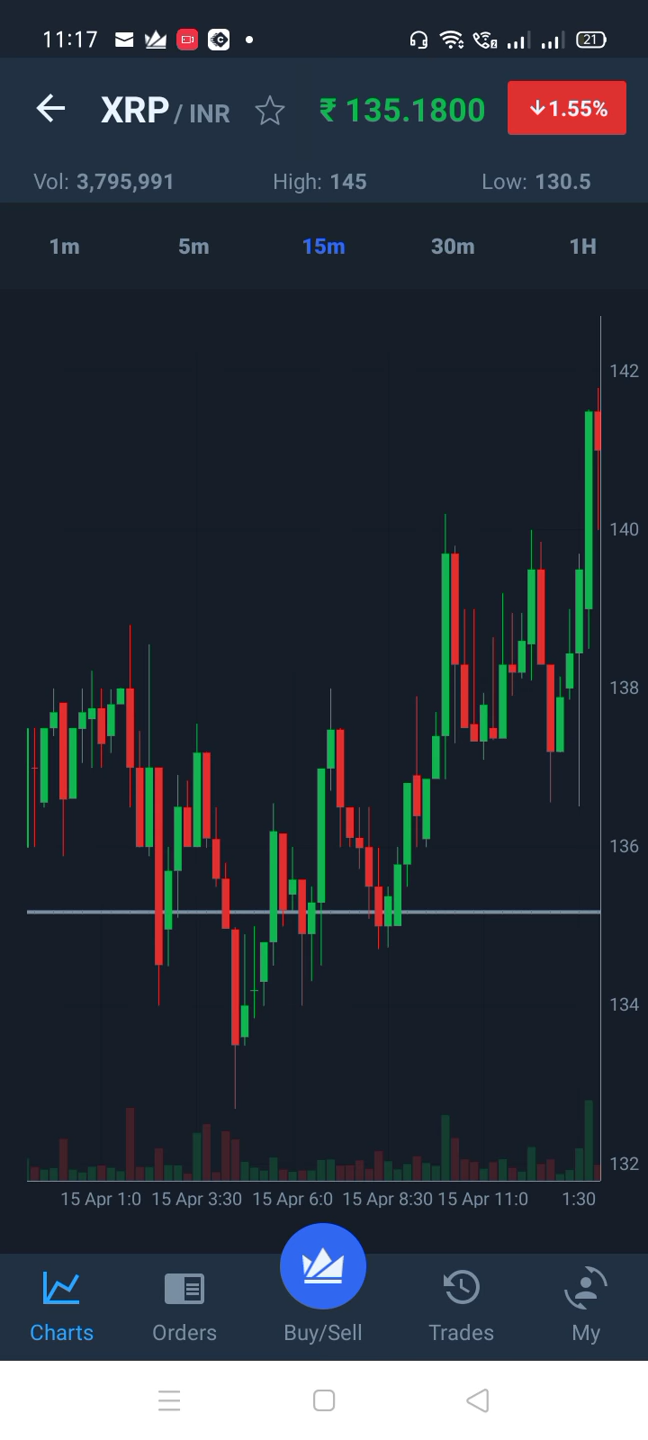 11:17
21
XRP / INR ₹ 135.1800 ↓1.55%
Vol: 3,795,991 High: 145 Low: 130.5
1m 5m 15m 30m 1H
142
140
138
136
134
132
15 Apr 1:0 15 Apr 3:30 15 Apr 6:0 15 Apr 8:30 15 Apr 11:0 1:30
Charts Orders Buy/Sell Trades My